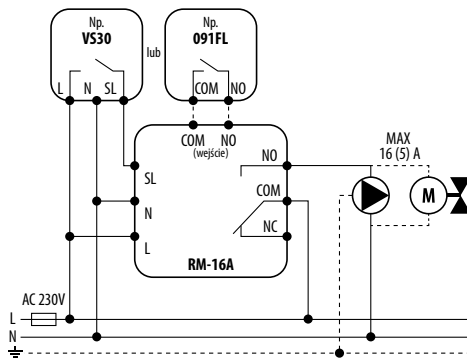 Np.
VS30
lub
Np.
091FL
L N SL
COM NO
COM NO
(wejście)
MAX
16 (5) A
NO
SL
COM
M
N
NC
L
RM-16A
AC 230V
L
N